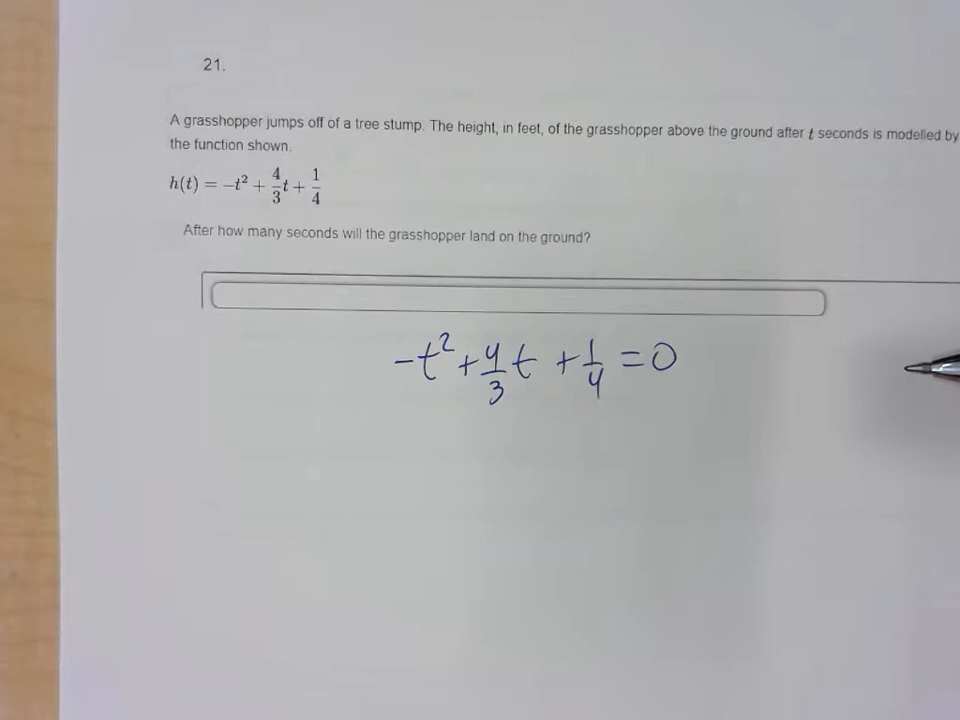 21.
A grasshopper jumps off of a tree stump. The height, in feet, of the grasshopper above the ground after t seconds is modelled by
the function shown.
h(t) = −t² + 4/3 t + 1/4
After how many seconds will the grasshopper land on the ground?
−t² + 4/3 t + 1/4 = 0